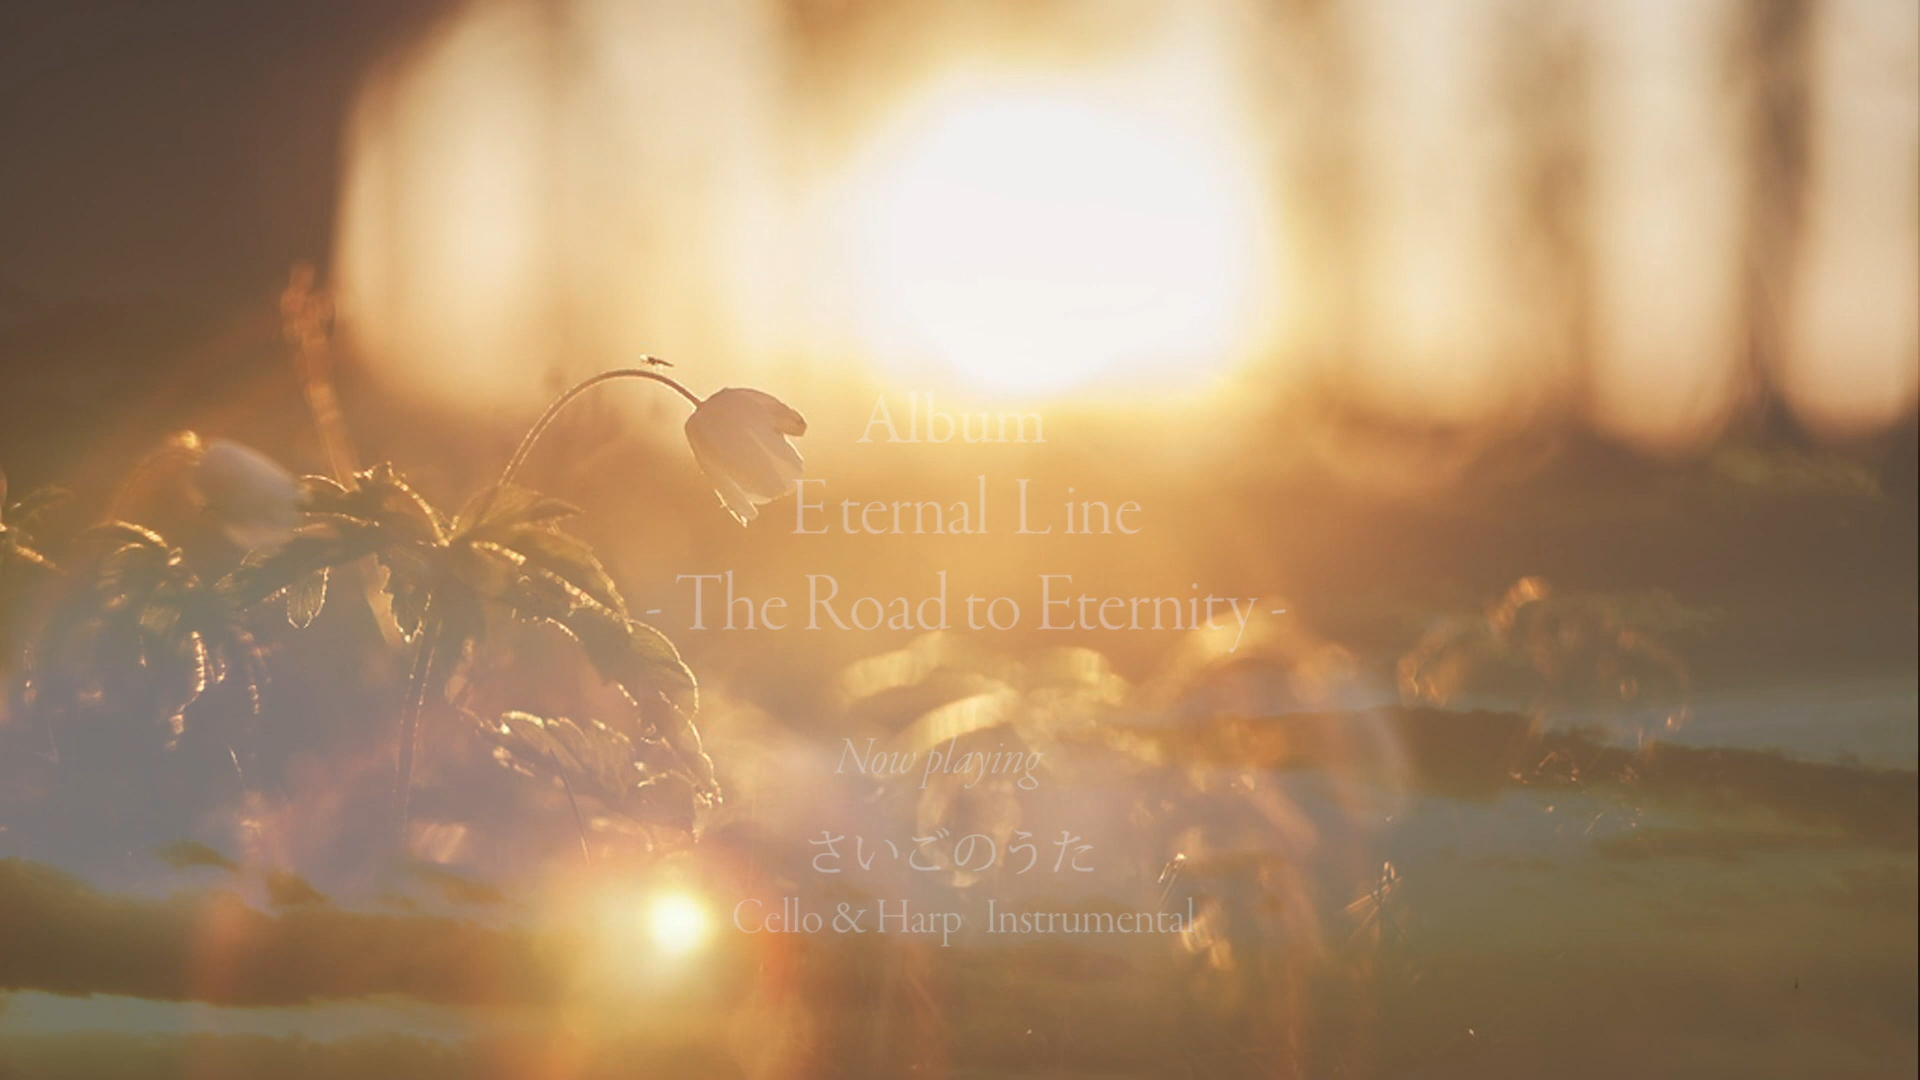 Album
Eternal Line
- The Road to Eternity -
Now playing
さいごのうた
Cello & Harp Instrumental